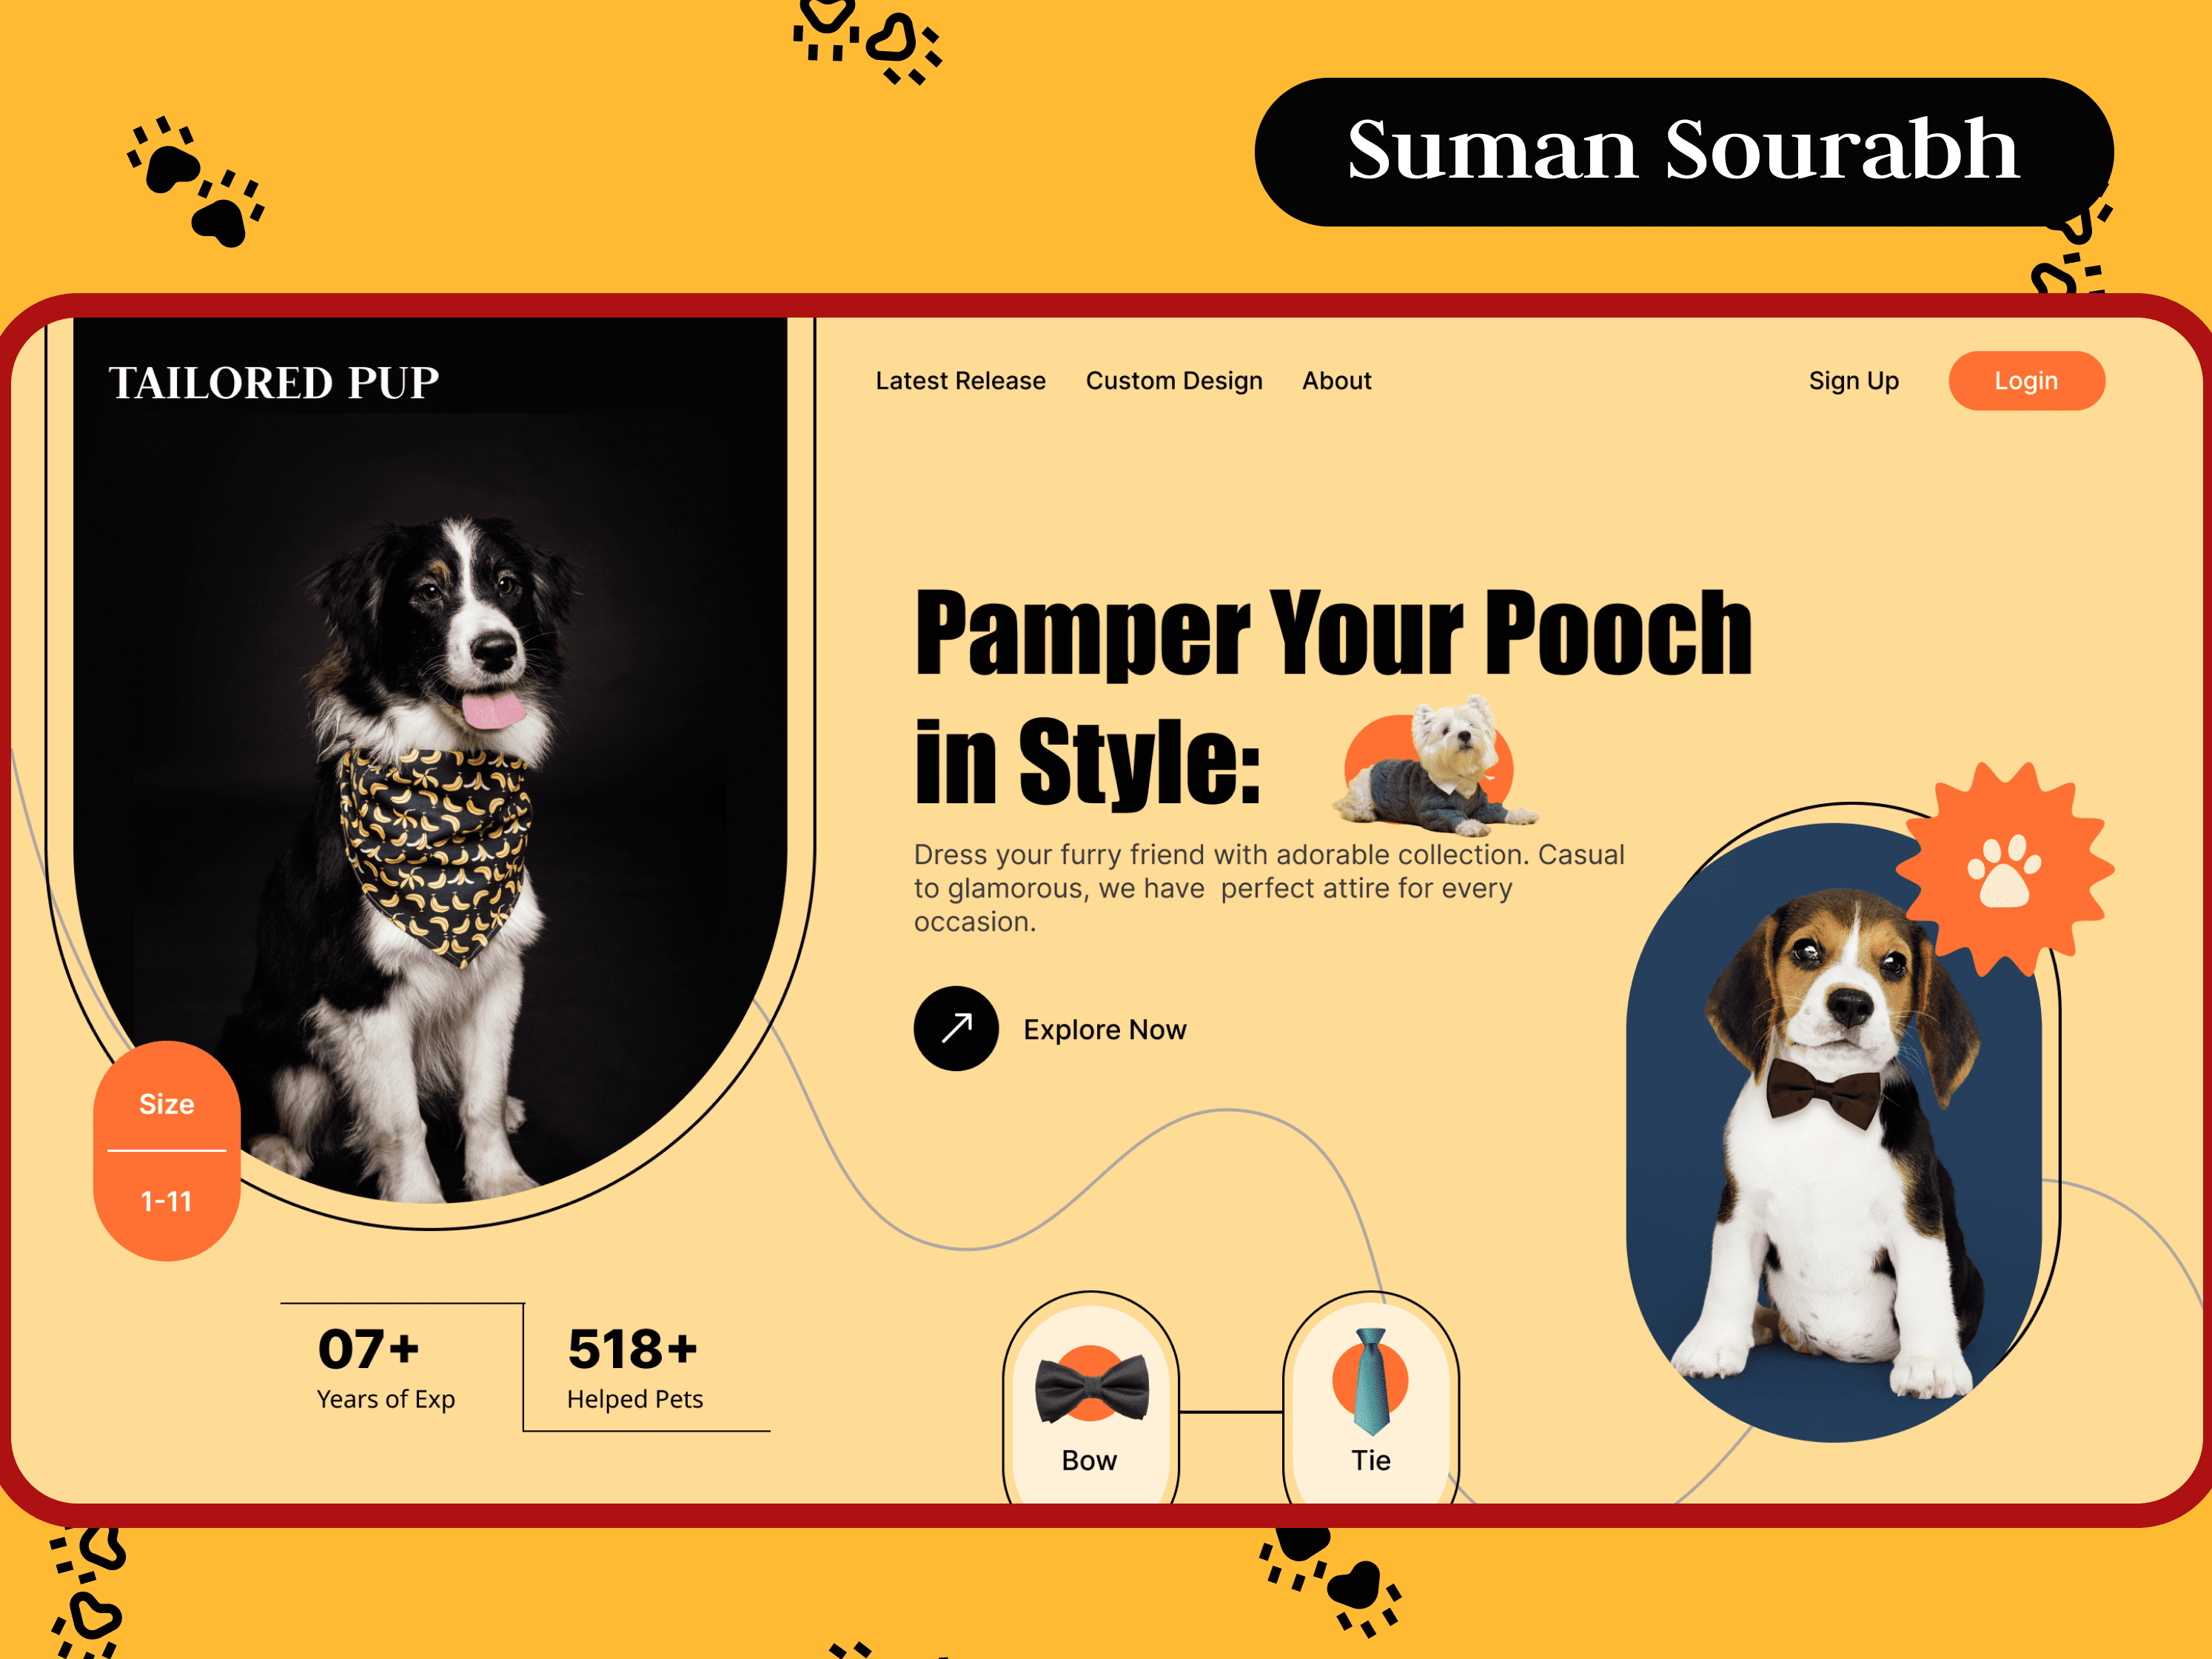 Suman Sourabh
TAILORED PUP
Latest Release
Custom Design
About
Sign Up
Login
Pamper Your Pooch
in Style:
Dress your furry friend with adorable collection. Casual
to glamorous, we have  perfect attire for every
occasion.
Explore Now
Size
1-11
07+
Years of Exp
518+
Helped Pets
Bow
Tie